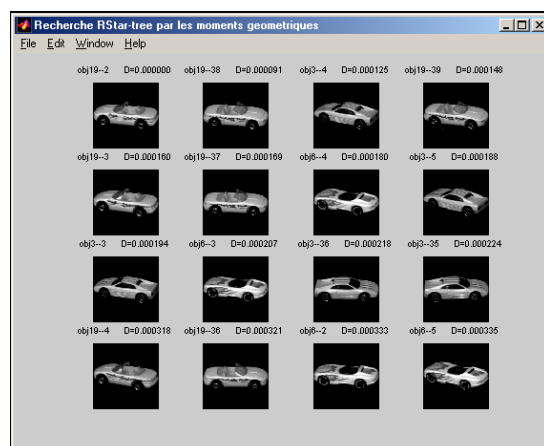 Recherche RStar-tree par les moments geometriques
File Edit Window Help
obj19--2 D=0.000000 obj19--38 D=0.000091 obj3--4 D=0.000125 obj19--39 D=0.000148
obj19--3 D=0.000160 obj19--37 D=0.000169 obj6--4 D=0.000180 obj3--5 D=0.000188
obj3--3 D=0.000194 obj6--3 D=0.000207 obj3--36 D=0.000218 obj3--35 D=0.000224
obj19--4 D=0.000318 obj19--36 D=0.000321 obj6--2 D=0.000333 obj6--5 D=0.000335